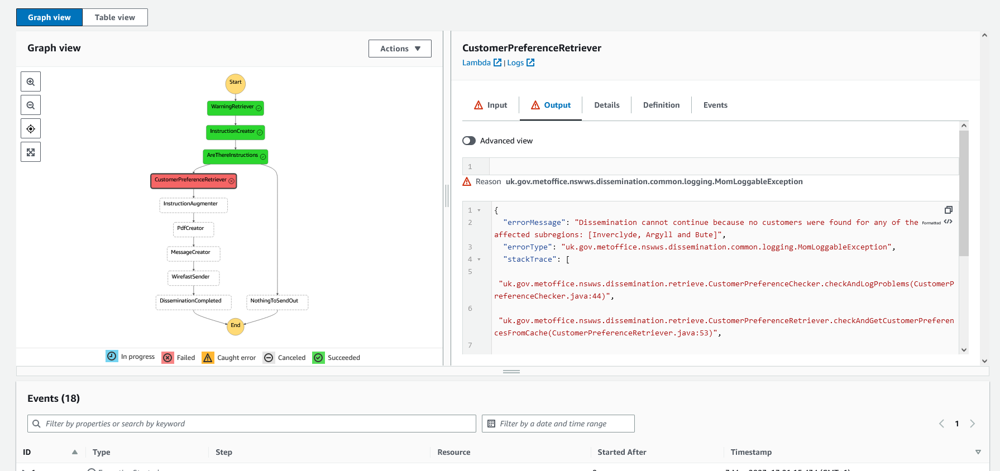 Graph view
Table view
Graph view
Actions
Start
WarningRetriever
InstructionCreator
AreThereInstructions
CustomerPreferenceRetriever
InstructionAugmenter
PdfCreator
MessageCreator
WirefastSender
DisseminationCompleted
NothingToSendOut
End
In progress
Failed
Caught error
Canceled
Succeeded
CustomerPreferenceRetriever
Lambda | Logs
Input
Output
Details
Definition
Events
Advanced view
1
Reason uk.gov.metoffice.nswws.dissemination.common.logging.MomLoggableException
1 {
2 "errorMessage": "Dissemination cannot continue because no customers were found for any of the
Formatted
affected subregions: [Inverclyde, Argyll and Bute]",
3 "errorType": "uk.gov.metoffice.nswws.dissemination.common.logging.MomLoggableException",
4 "stackTrace": [
5
"uk.gov.metoffice.nswws.dissemination.retrieve.CustomerPreferenceChecker.checkAndLogProblems(CustomerP
referenceChecker.java:44)",
6
"uk.gov.metoffice.nswws.dissemination.retrieve.CustomerPreferenceRetriever.checkAndGetCustomerPreferen
cesFromCache(CustomerPreferenceRetriever.java:53)",
7
Events (18)
Filter by properties or search by keyword
Filter by a date and time range
1
ID
Type
Step
Resource
Started After
Timestamp